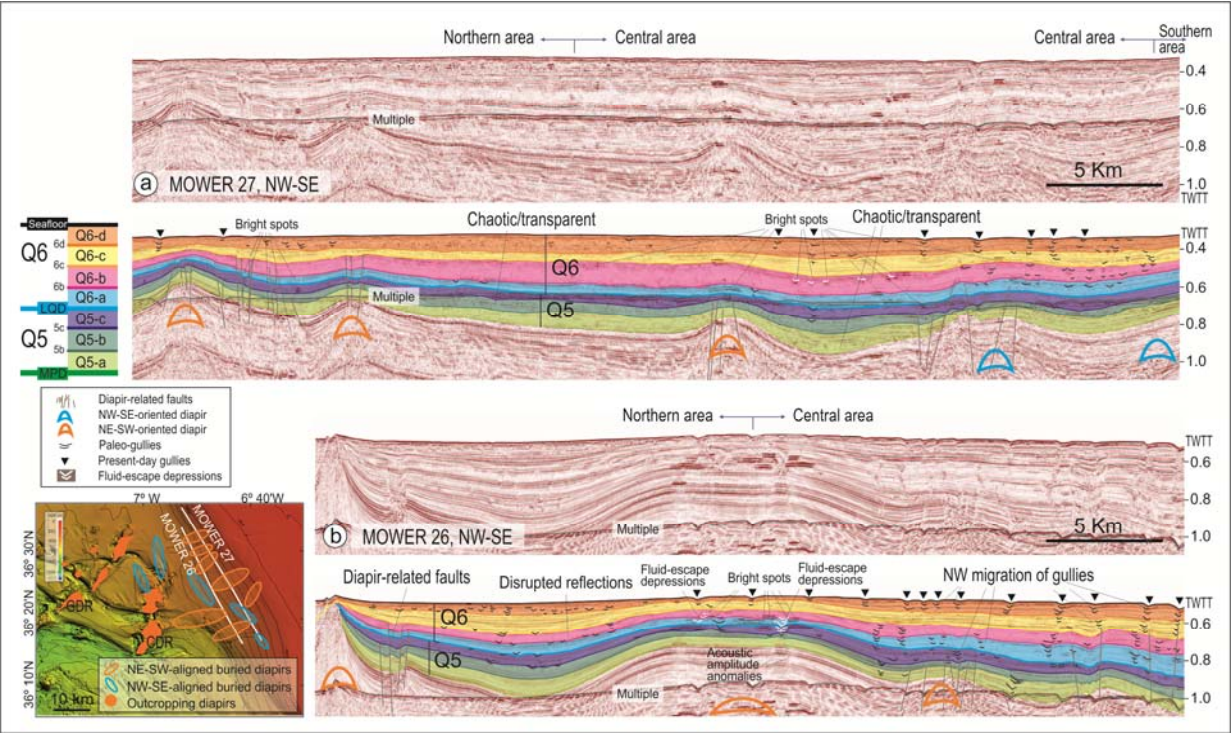 Northern area
Central area
Central area
Southern
area
0.4
0.6
Multiple
0.8
a MOWER 27, NW-SE
5 Km
1.0
TWTT
Seafloor
Bright spots
Chaotic/transparent
Bright spots
Chaotic/transparent
TWTT
Q6
6d
Q6-d
Q6-c
6c
Q6-b
6b
Q6-a
LQD
Q5
Q5-c
5c
Q5-b
5b
Q5-a
MPD
Q6
Multiple
Q5
0.4
0.6
0.8
1.0
Diapir-related faults
NW-SE-oriented diapir
NE-SW-oriented diapir
Paleo-gullies
Present-day gullies
Fluid-escape depressions
Northern area
Central area
TWTT
0.6
0.8
Multiple
b MOWER 26, NW-SE
5 Km
1.0
7° W
6° 40W
36° 30'N
36° 20'N
36° 10'N
MOWER 27
MOWER 26
GDR
CDR
NE-SW-aligned buried diapirs
NW-SE-aligned buried diapirs
Outcropping diapirs
10 km
Diapir-related faults
Disrupted reflections
Fluid-escape
depressions
Bright spots
Fluid-escape
depressions
NW migration of gullies
TWTT
Q6
Q5
Acoustic
amplitude
anomalies
Multiple
0.6
0.8
1.0